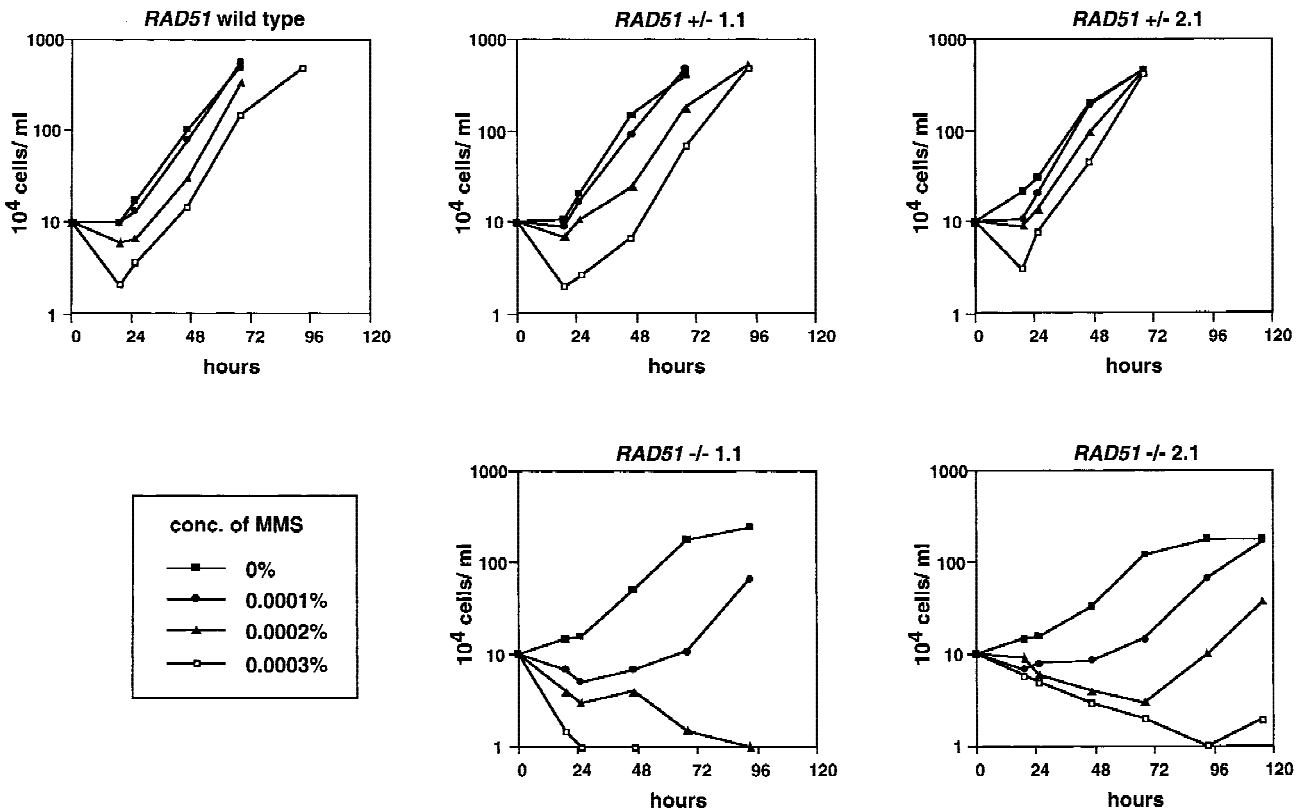 RAD51 wild type
1000
100
10
1
10⁴ cells/ ml
0 24 48 72 96 120
hours
RAD51 +/- 1.1
1000
100
10
1
10⁴ cells/ ml
0 24 48 72 96 120
hours
RAD51 +/- 2.1
1000
100
10
1
10⁴ cells/ ml
0 24 48 72 96 120
hours
conc. of MMS
0%
0.0001%
0.0002%
0.0003%
RAD51 -/- 1.1
1000
100
10
1
10⁴ cells/ ml
0 24 48 72 96 120
hours
RAD51 -/- 2.1
1000
100
10
1
10⁴ cells/ ml
0 24 48 72 96 120
hours